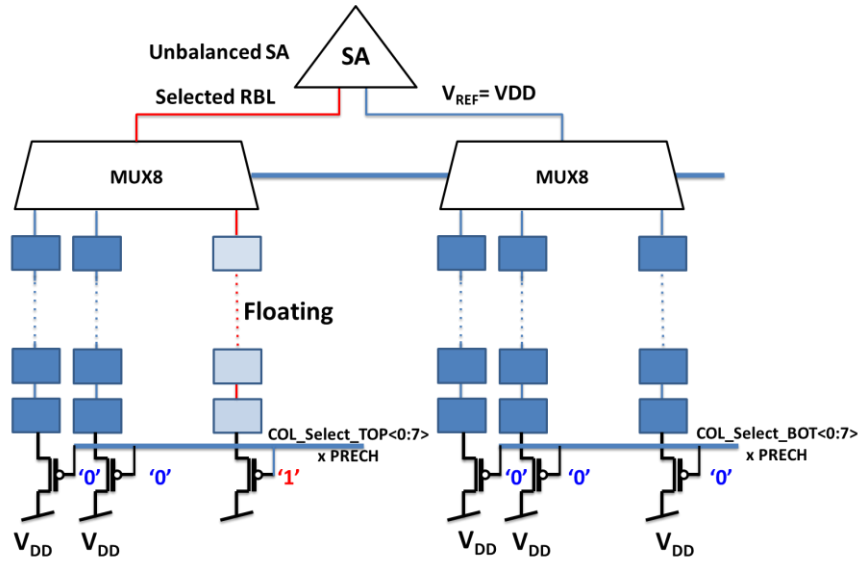 Unbalanced SA
SA
Selected RBL
VREF= VDD
MUX8
MUX8
Floating
COL_Select_TOP<0:7>
x PRECH
COL_Select_BOT<0:7>
x PRECH
‘0’ ‘0’ ‘1’ ‘0’ ‘0’ ‘0’
VDD VDD VDD VDD VDD